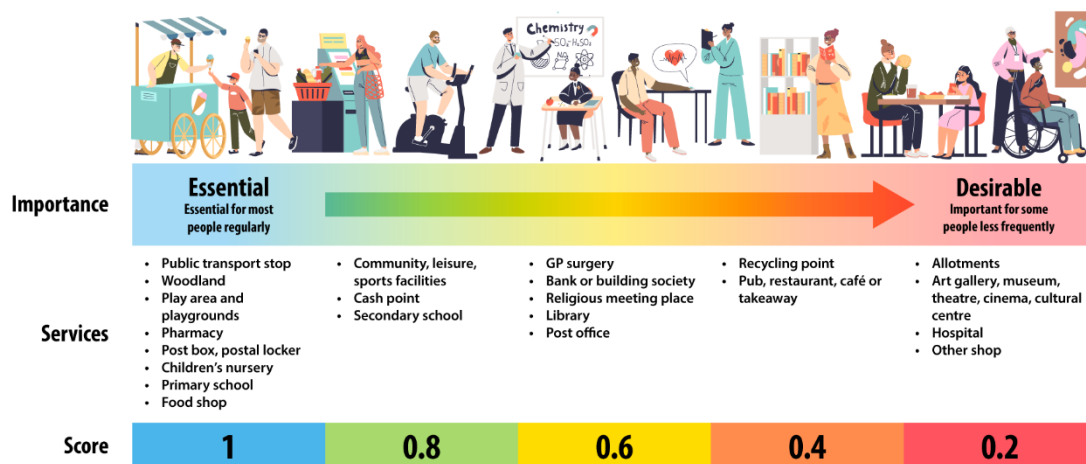 Chemistry
SO₄-H₂SO₄
Importance
Essential
Essential for most
people regularly
Desirable
Important for some
people less frequently
Services
• Public transport stop
• Woodland
• Play area and
playgrounds
• Pharmacy
• Post box, postal locker
• Children's nursery
• Primary school
• Food shop
• Community, leisure,
sports facilities
• Cash point
• Secondary school
• GP surgery
• Bank or building society
• Religious meeting place
• Library
• Post office
• Recycling point
• Pub, restaurant, café or
takeaway
• Allotments
• Art gallery, museum,
theatre, cinema, cultural
centre
• Hospital
• Other shop
Score
1
0.8
0.6
0.4
0.2